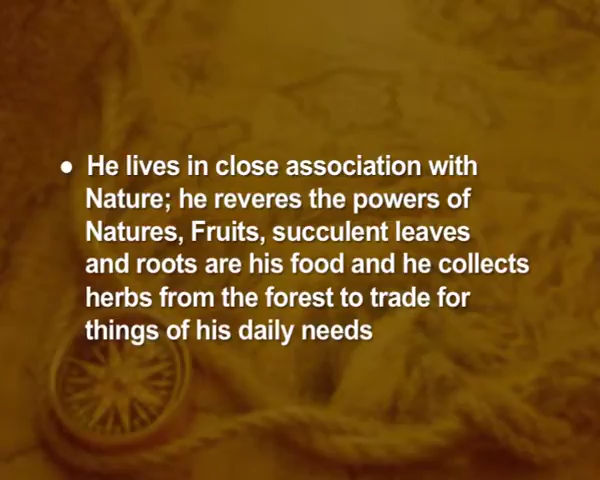 • He lives in close association with
Nature; he reveres the powers of
Natures, Fruits, succulent leaves
and roots are his food and he collects
herbs from the forest to trade for
things of his daily needs